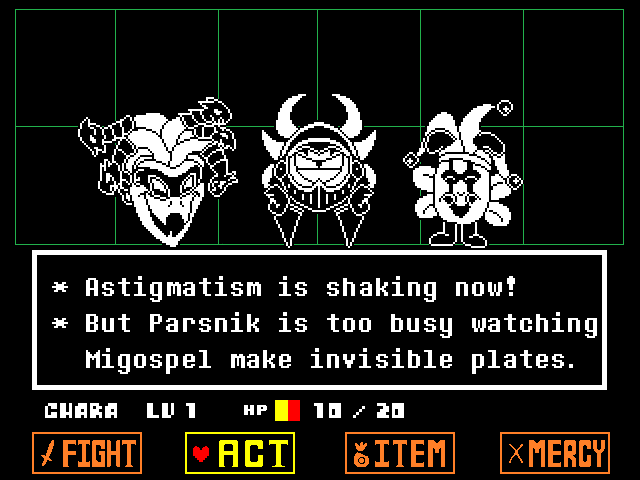 * Astigmatism is shaking now!
* But Parsnik is too busy watching
Migospel make invisible plates.
CHARA LV 1 HP 10 / 20
FIGHT ACT ITEM MERCY